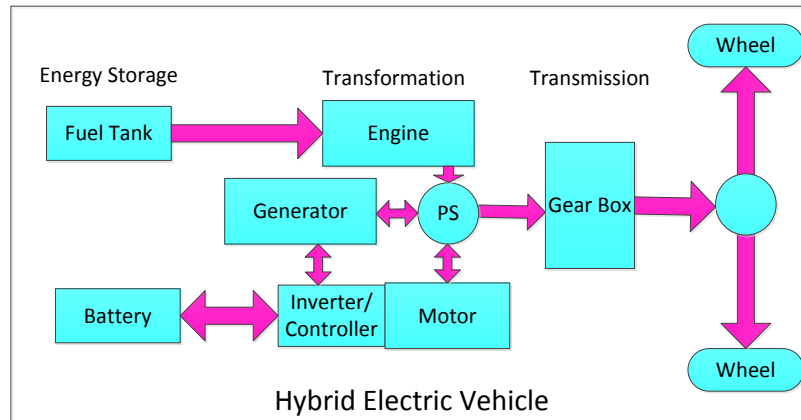 Wheel
Energy Storage
Transformation
Transmission
Fuel Tank
Engine
Generator
PS
Gear Box
Battery
Inverter/
Controller
Motor
Wheel
Hybrid Electric Vehicle